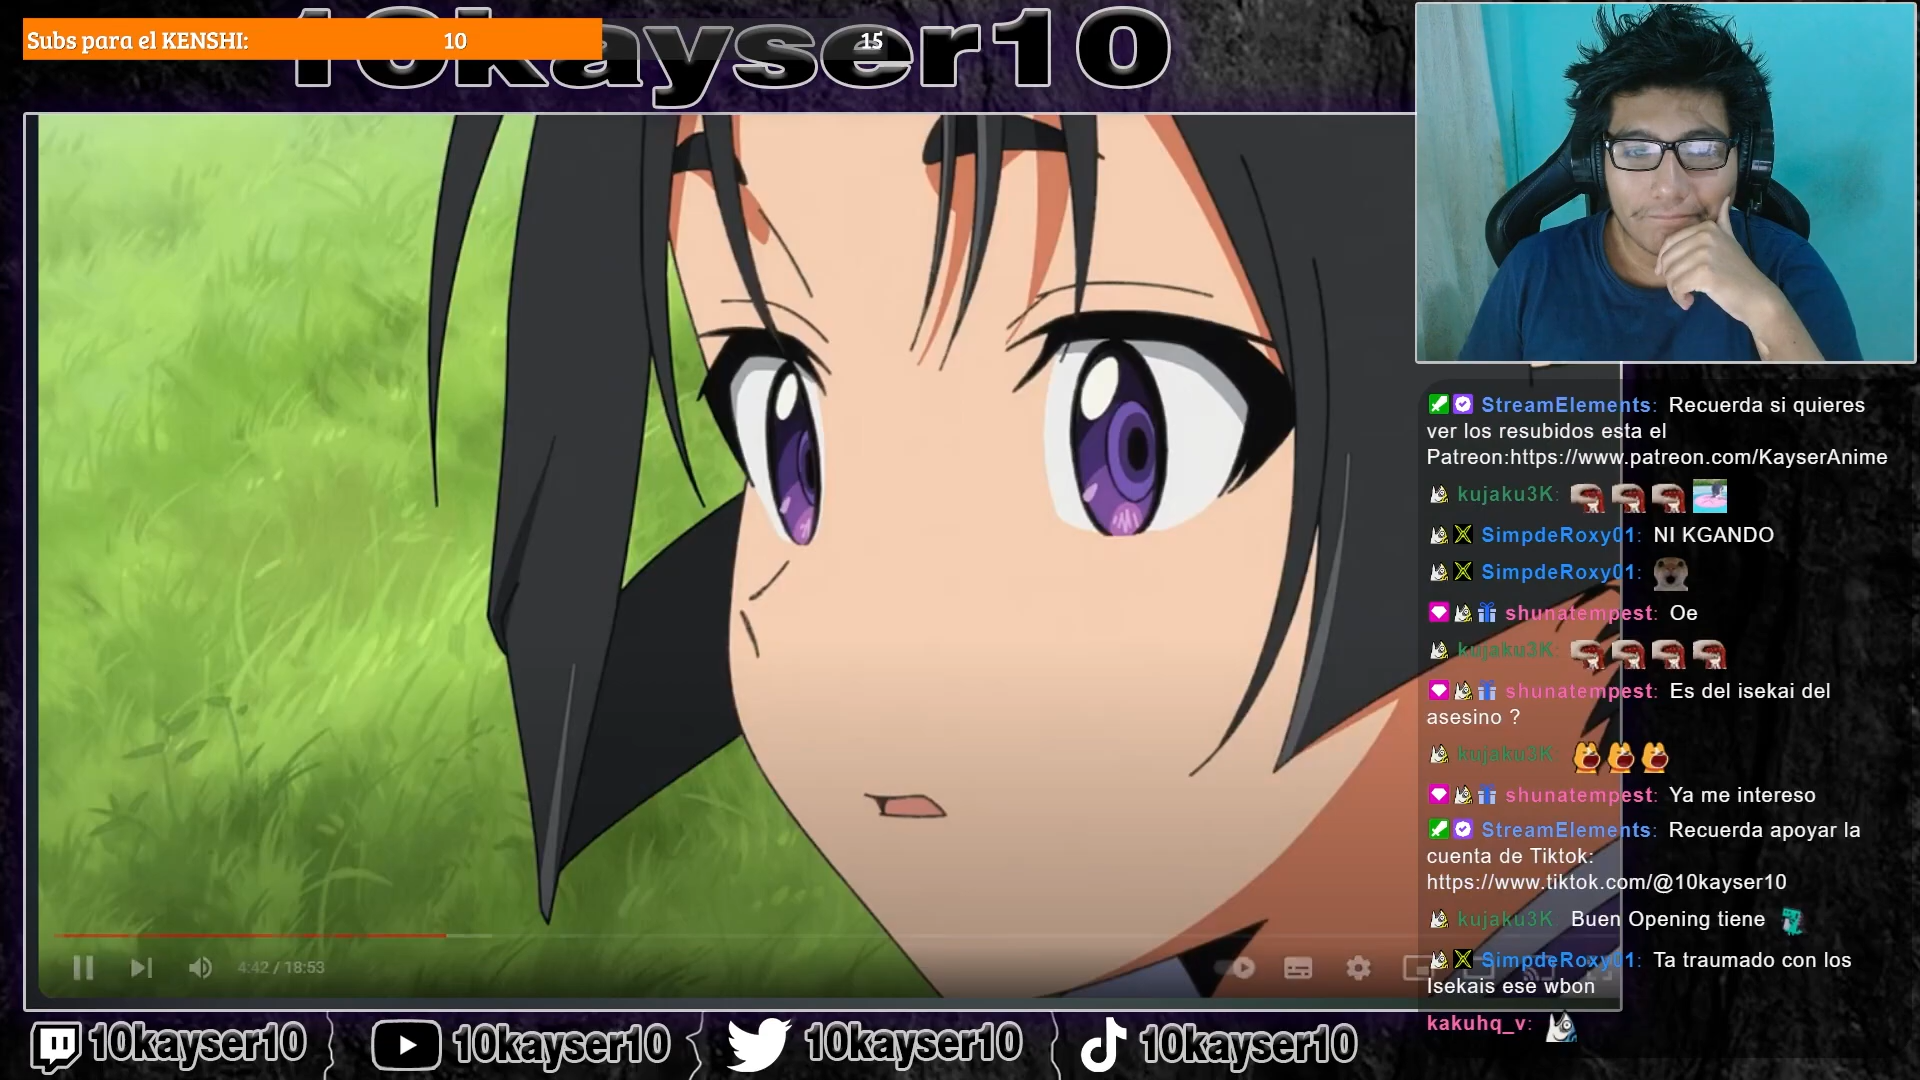 Subs para el KENSHI: 10 15
10kayser10
StreamElements: Recuerda si quieres
ver los resubidos esta el
Patreon:https://www.patreon.com/KayserAnime
kujaku3K:
SimpdeRoxy01: NI KGANDO
SimpdeRoxy01:
shunatempest: Oe
kujaku3K:
shunatempest: Es del isekai del
asesino ?
kujaku3K:
shunatempest: Ya me intereso
StreamElements: Recuerda apoyar la
cuenta de Tiktok:
https://www.tiktok.com/@10kayser10
kujaku3K: Buen Opening tiene
SimpdeRoxy01: Ta traumado con los
Isekais ese wbon
kakuhq_v:
4:42 / 18:53
10kayser10 10kayser10 10kayser10 10kayser10